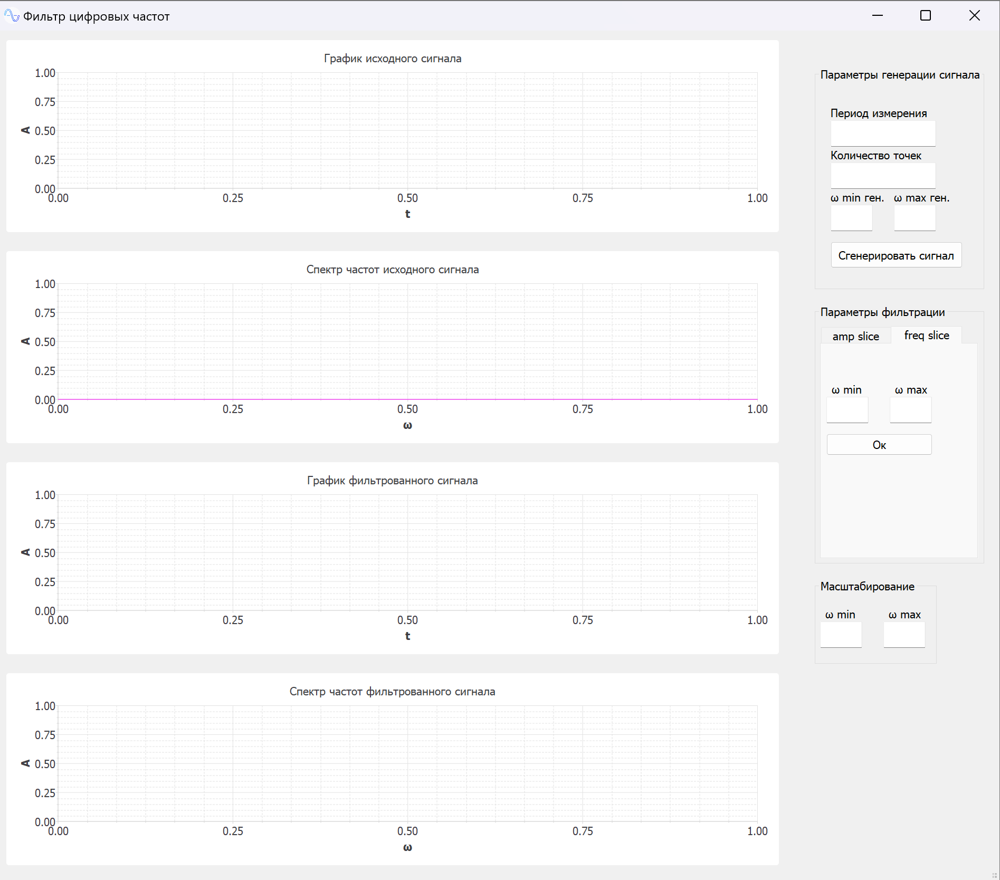 Фильтр цифровых частот
График исходного сигнала
1.00
0.75
A 0.50
0.25
0.00
0.00 0.25 0.50 0.75 1.00
t
Спектр частот исходного сигнала
1.00
0.75
A 0.50
0.25
0.00
0.00 0.25 0.50 0.75 1.00
ω
График фильтрованного сигнала
1.00
0.75
A 0.50
0.25
0.00
0.00 0.25 0.50 0.75 1.00
t
Спектр частот фильтрованного сигнала
1.00
0.75
A 0.50
0.25
0.00
0.00 0.25 0.50 0.75 1.00
ω
Параметры генерации сигнала
Период измерения
Количество точек
ω min ген. ω max ген.
Сгенерировать сигнал
Параметры фильтрации
amp slice freq slice
ω min ω max
Ок
Масштабирование
ω min ω max